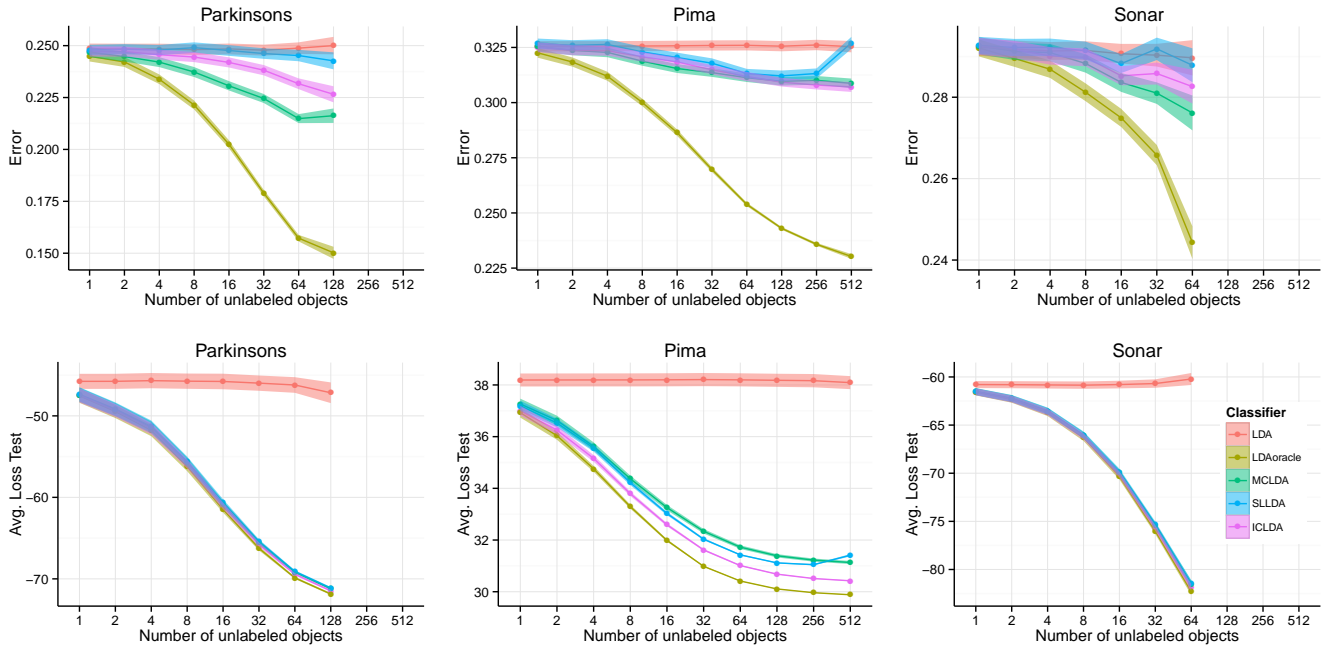 Parkinsons
Error
0.250
0.225
0.200
0.175
0.150
1 2 4 8 16 32 64 128 256 512
Number of unlabeled objects
Pima
Error
0.325
0.300
0.275
0.250
0.225
1 2 4 8 16 32 64 128 256 512
Number of unlabeled objects
Sonar
Error
0.28
0.26
0.24
1 2 4 8 16 32 64 128 256 512
Number of unlabeled objects
Parkinsons
Avg. Loss Test
−50
−60
−70
1 2 4 8 16 32 64 128 256 512
Number of unlabeled objects
Pima
Avg. Loss Test
38
36
34
32
30
1 2 4 8 16 32 64 128 256 512
Number of unlabeled objects
Sonar
Avg. Loss Test
−60
−65
−70
−75
−80
1 2 4 8 16 32 64 128 256 512
Number of unlabeled objects
Classifier
LDA
LDAoracle
MCLDA
SLLDA
ICLDA